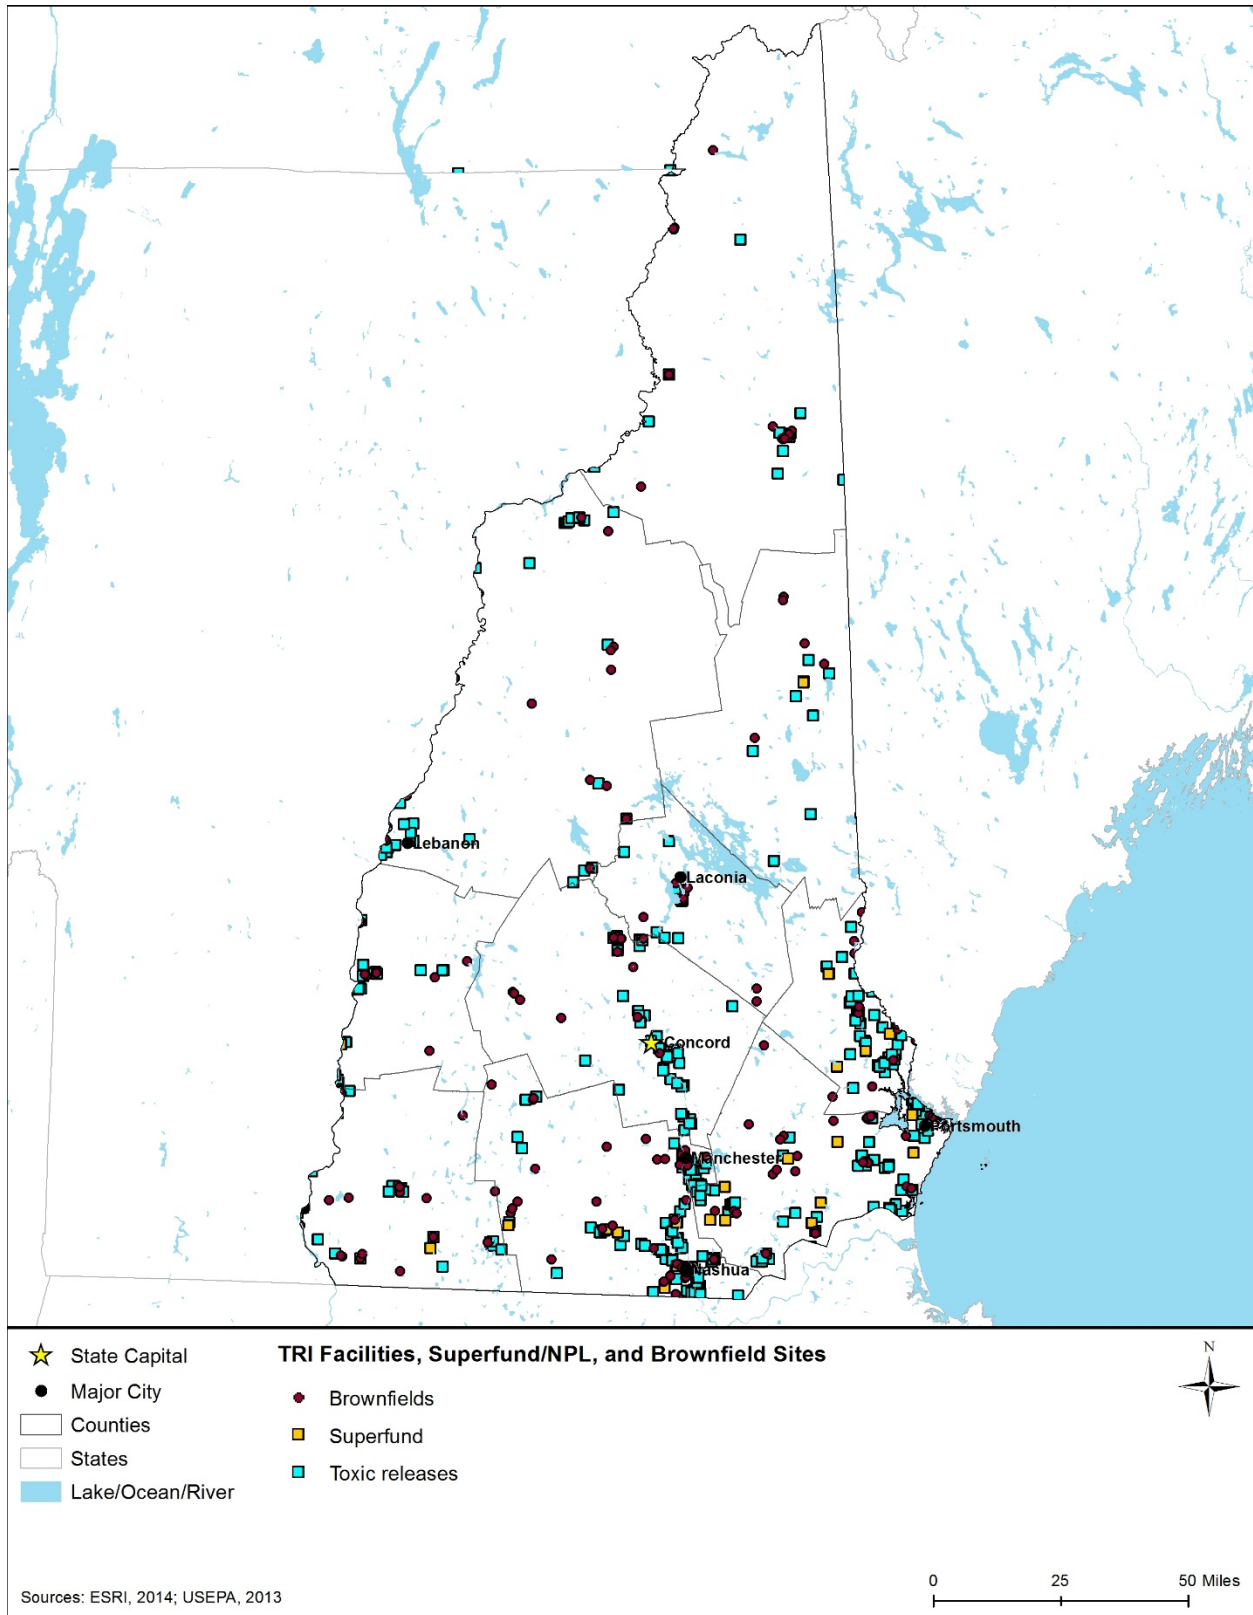 Lebanon
Laconia
Concord
Portsmouth
Manchester
Nashua
State Capital
Major City
Counties
States
Lake/Ocean/River
TRI Facilities, Superfund/NPL, and Brownfield Sites
Brownfields
Superfund
Toxic releases
N
Sources: ESRI, 2014; USEPA, 2013
0 25 50 Miles